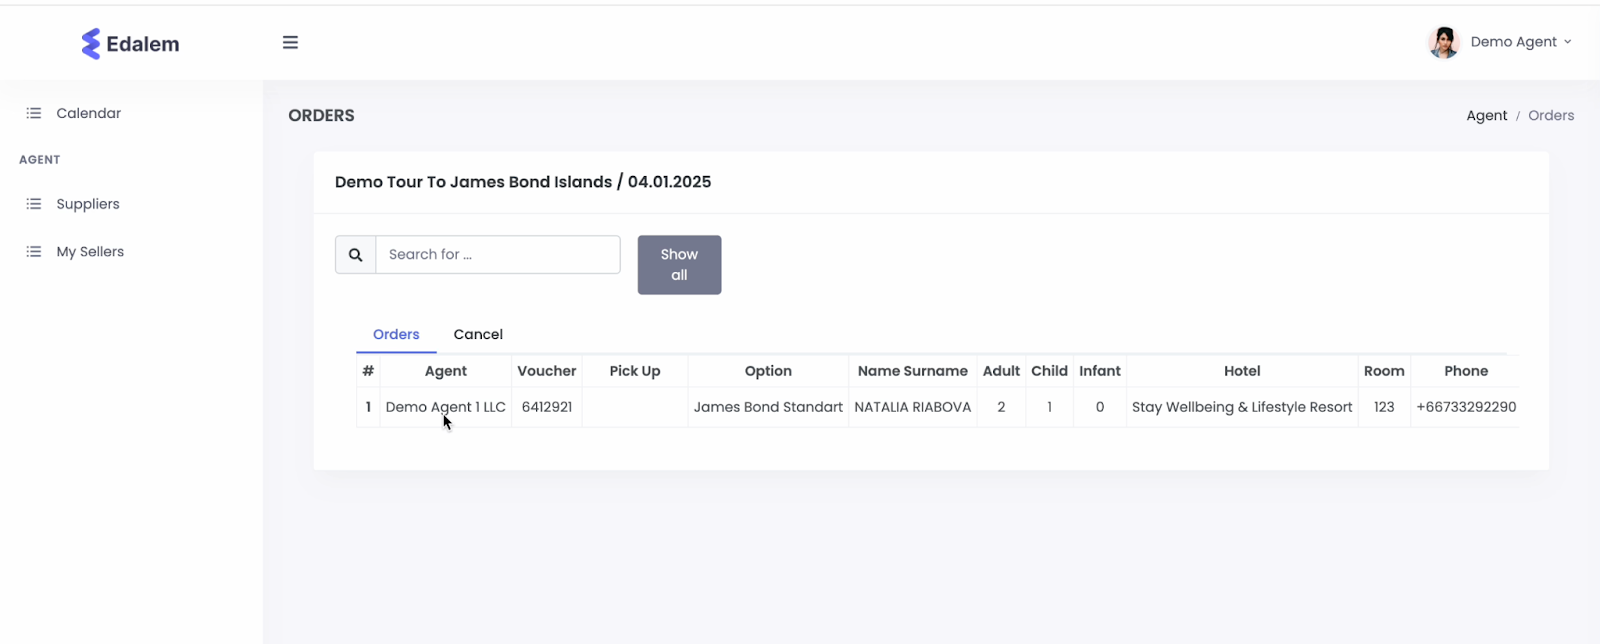 Edalem
Demo Agent
Calendar
AGENT
Suppliers
My Sellers
ORDERS
Agent / Orders
Demo Tour To James Bond Islands / 04.01.2025
Search for ...
Show
all
Orders Cancel
# Agent Voucher Pick Up Option Name Surname Adult Child Infant Hotel Room Phone
1 Demo Agent 1 LLC 6412921 James Bond Standart NATALIA RIABOVA 2 1 0 Stay Wellbeing & Lifestyle Resort 123 +66733292290